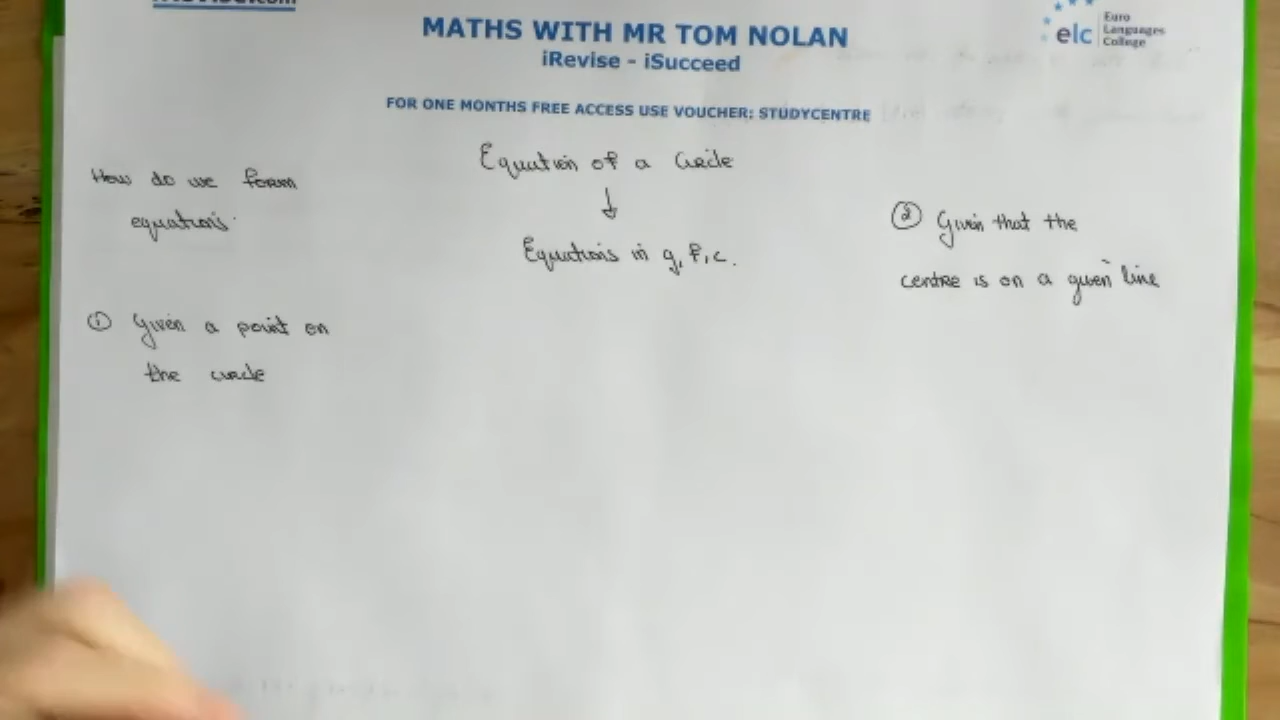 MATHS WITH MR TOM NOLAN
iRevise - iSucceed
elc Euro
Languages
College
FOR ONE MONTHS FREE ACCESS USE VOUCHER: STUDYCENTRE
Equation of a Circle
↓
Equations in g, f, c.
How do we form
equations.
① Given a point on
the circle
② Given that the
centre is on a given line